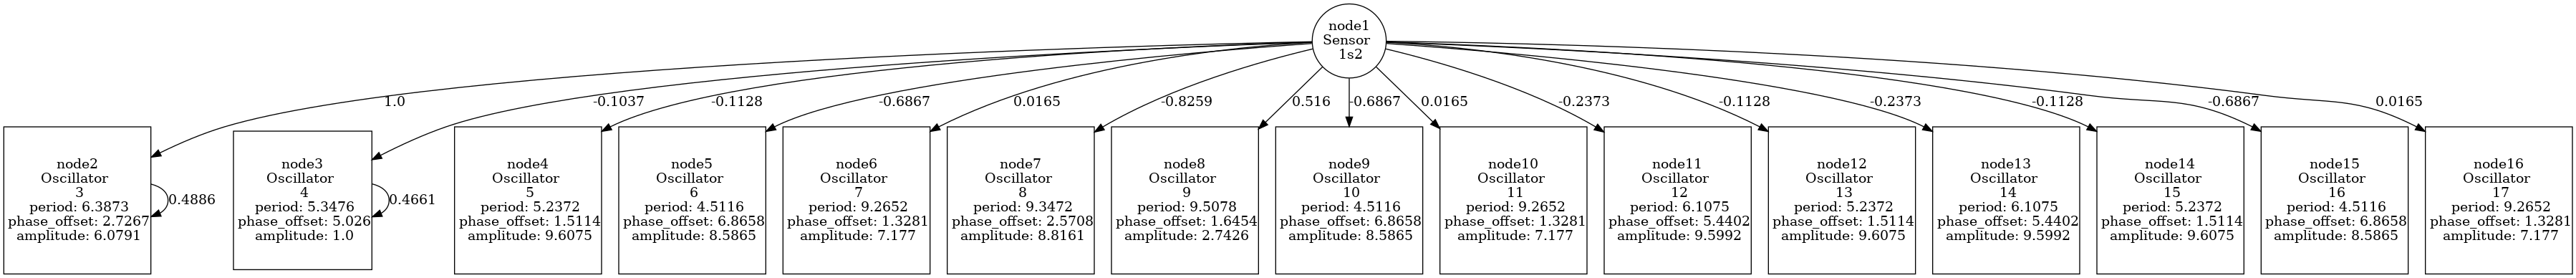 node1
Sensor
1s2
1.0
-0.1037
-0.1128
-0.6867
0.0165
-0.8259
0.516
-0.6867
0.0165
-0.2373
-0.1128
-0.2373
-0.1128
-0.6867
0.0165
node2
Oscillator
3
period: 6.3873
phase_offset: 2.7267
amplitude: 6.0791
0.4886
node3
Oscillator
4
period: 5.3476
phase_offset: 5.026
amplitude: 1.0
0.4661
node4
Oscillator
5
period: 5.2372
phase_offset: 1.5114
amplitude: 9.6075
node5
Oscillator
6
period: 4.5116
phase_offset: 6.8658
amplitude: 8.5865
node6
Oscillator
7
period: 9.2652
phase_offset: 1.3281
amplitude: 7.177
node7
Oscillator
8
period: 9.3472
phase_offset: 2.5708
amplitude: 8.8161
node8
Oscillator
9
period: 9.5078
phase_offset: 1.6454
amplitude: 2.7426
node9
Oscillator
10
period: 4.5116
phase_offset: 6.8658
amplitude: 8.5865
node10
Oscillator
11
period: 9.2652
phase_offset: 1.3281
amplitude: 7.177
node11
Oscillator
12
period: 6.1075
phase_offset: 5.4402
amplitude: 9.5992
node12
Oscillator
13
period: 5.2372
phase_offset: 1.5114
amplitude: 9.6075
node13
Oscillator
14
period: 6.1075
phase_offset: 5.4402
amplitude: 9.5992
node14
Oscillator
15
period: 5.2372
phase_offset: 1.5114
amplitude: 9.6075
node15
Oscillator
16
period: 4.5116
phase_offset: 6.8658
amplitude: 8.5865
node16
Oscillator
17
period: 9.2652
phase_offset: 1.3281
amplitude: 7.177